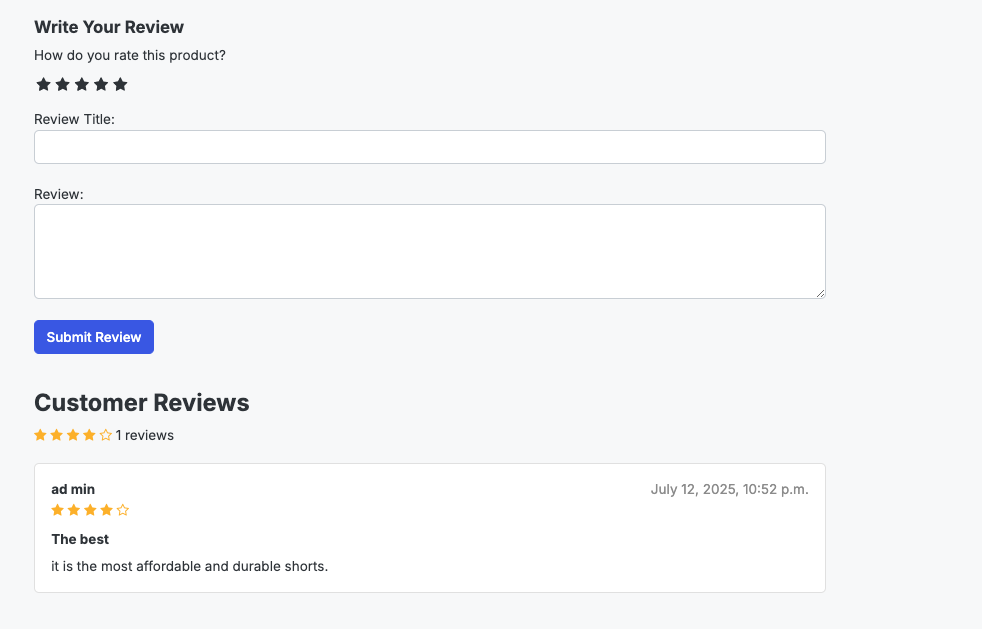 Write Your Review
How do you rate this product?
Review Title:
Review:
Submit Review
Customer Reviews
1 reviews
ad min
July 12, 2025, 10:52 p.m.
The best
it is the most affordable and durable shorts.